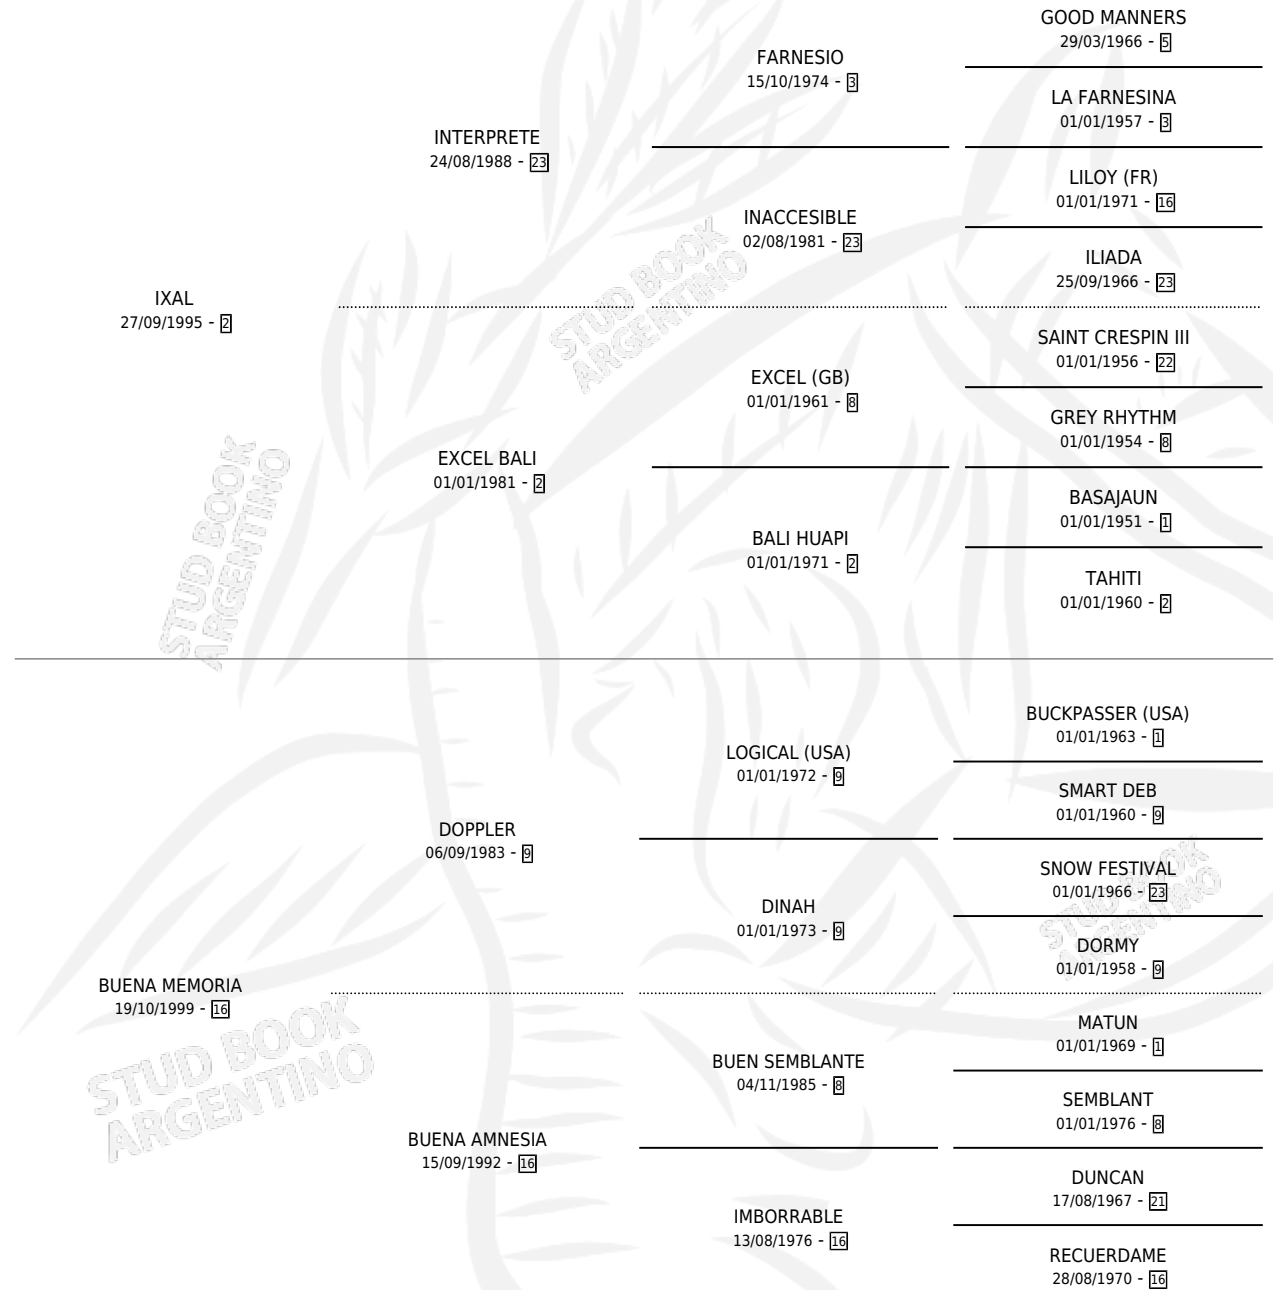 GOOD MANNERS
29/03/1966 - 5
FARNESIO
15/10/1974 - 3
LA FARNESINA
01/01/1957 - 3
INTERPRETE
24/08/1988 - 23
LILOY (FR)
01/01/1971 - 16
INACCESIBLE
02/08/1981 - 23
ILIADA
25/09/1966 - 23
IXAL
27/09/1995 - 2
SAINT CRESPIN III
01/01/1956 - 22
EXCEL (GB)
01/01/1961 - 8
GREY RHYTHM
01/01/1954 - 8
EXCEL BALI
01/01/1981 - 2
BASAJAUN
01/01/1951 - 1
BALI HUAPI
01/01/1971 - 2
TAHITI
01/01/1960 - 2
BUCKPASSER (USA)
01/01/1963 - 1
LOGICAL (USA)
01/01/1972 - 9
SMART DEB
01/01/1960 - 9
DOPPLER
06/09/1983 - 9
SNOW FESTIVAL
01/01/1966 - 23
DINAH
01/01/1973 - 9
DORMY
01/01/1958 - 9
BUENA MEMORIA
19/10/1999 - 16
MATUN
01/01/1969 - 1
BUEN SEMBLANTE
04/11/1985 - 8
SEMBLANT
01/01/1976 - 8
BUENA AMNESIA
15/09/1992 - 16
DUNCAN
17/08/1967 - 21
IMBORRABLE
13/08/1976 - 16
RECUERDAME
28/08/1970 - 16
STUD BOOK
ARGENTINO
STUD BOOK
ARGENTINO
STUD BOOK
ARGENTINO
STUD BOOK
ARGENTINO